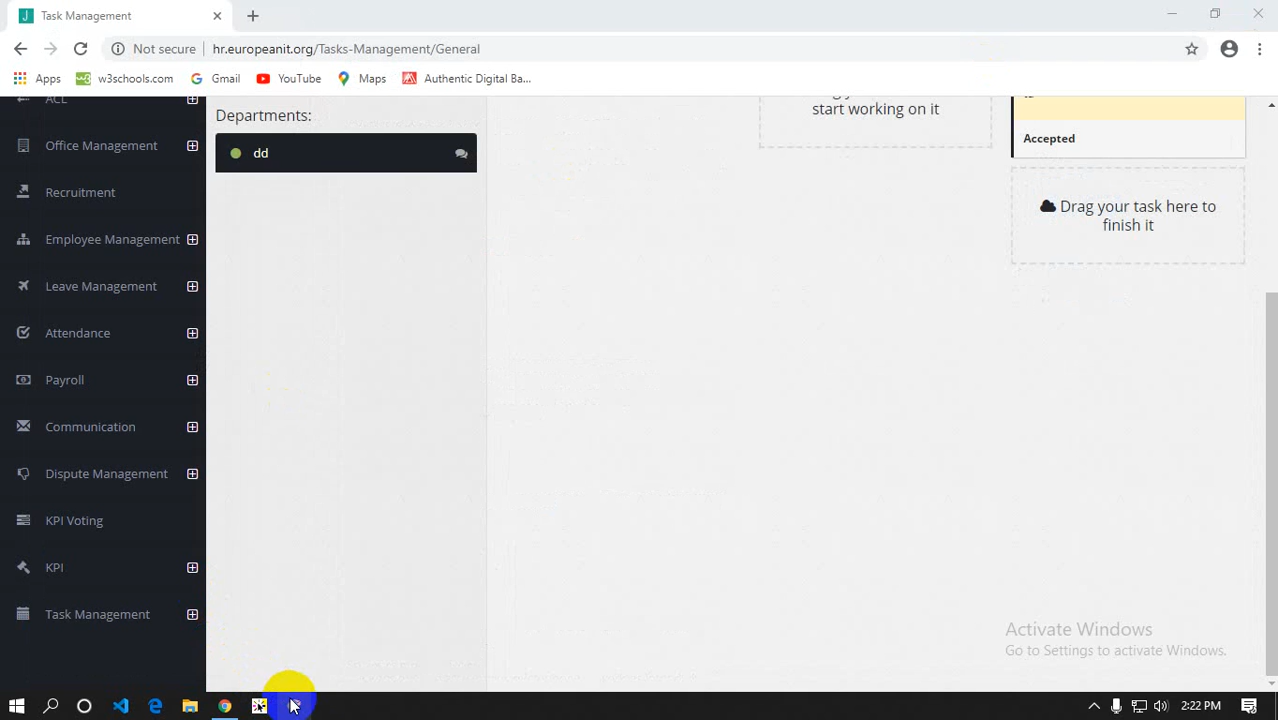 Task Management
Not secure
hr.europeanit.org/Tasks-Management/General
Apps
w3schools.com
Gmail
YouTube
Maps
Authentic Digital Ba...
ACL
Office Management
Recruitment
Employee Management
Leave Management
Attendance
Payroll
Communication
Dispute Management
KPI Voting
KPI
Task Management
Departments:
dd
start working on it
Accepted
Drag your task here to
finish it
Activate Windows
Go to Settings to activate Windows.
2:22 PM